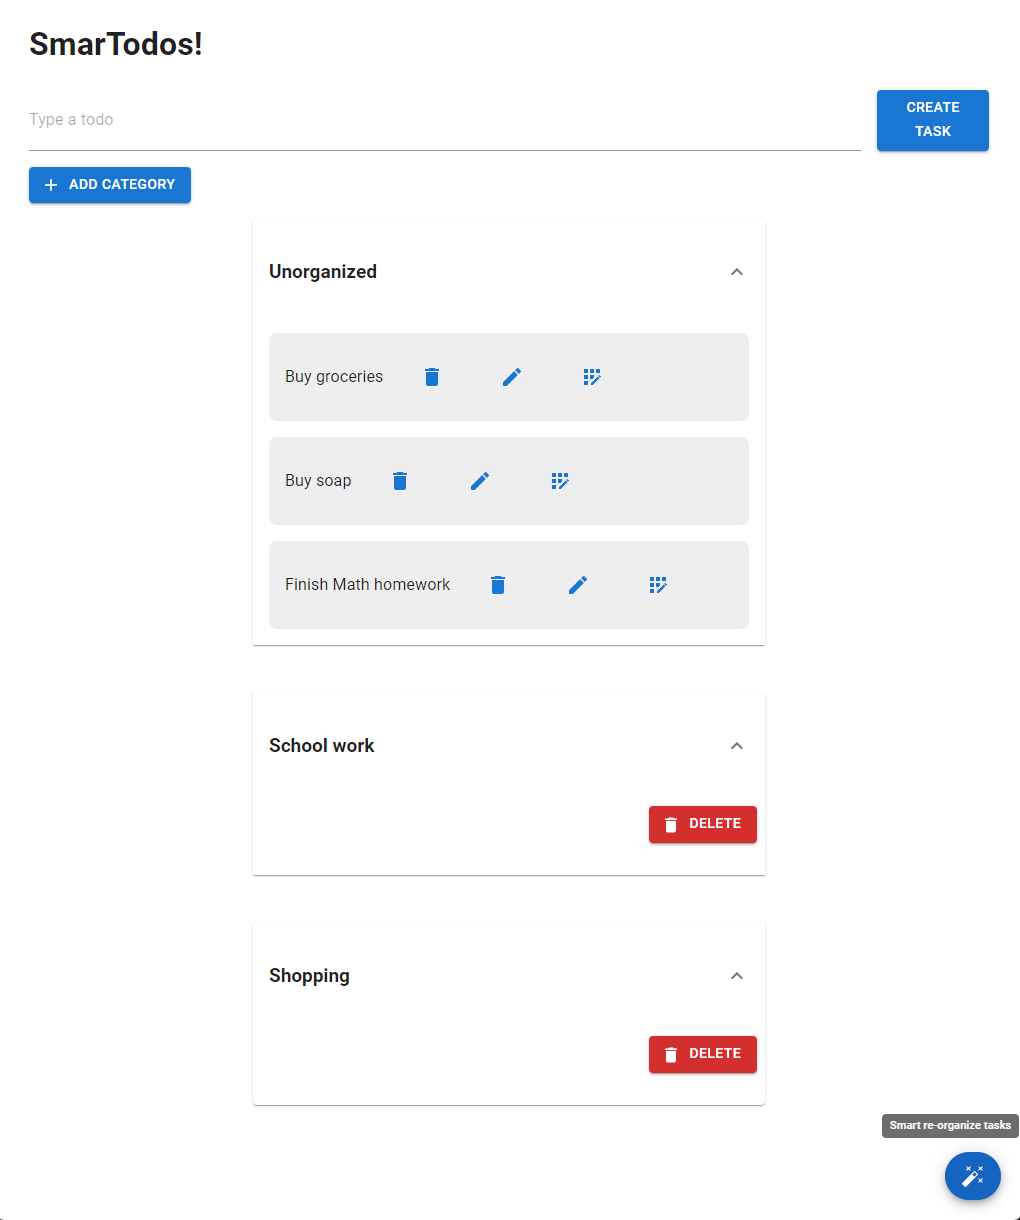 SmarTodos!
Type a todo
CREATE
TASK
ADD CATEGORY
Unorganized
Buy groceries
Buy soap
Finish Math homework
School work
DELETE
Shopping
DELETE
Smart re-organize tasks